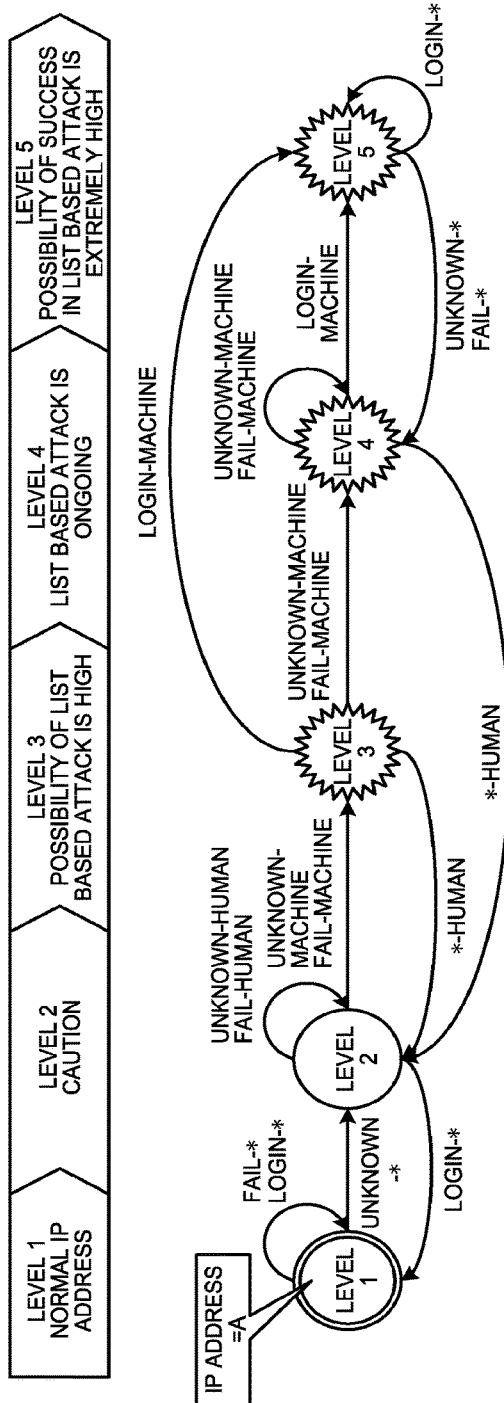 LEVEL 1
NORMAL IP
ADDRESS
LEVEL 2
CAUTION
LEVEL 3
POSSIBILITY OF LIST
BASED ATTACK IS HIGH
LEVEL 4
LIST BASED ATTACK IS
ONGOING
LEVEL 5
POSSIBILITY OF SUCCESS
IN LIST BASED ATTACK IS
EXTREMELY HIGH
IP ADDRESS
=A
LEVEL
1
FAIL-*
LOGIN-*
UNKNOWN
-*
LOGIN-*
LEVEL
2
UNKNOWN-HUMAN
FAIL-HUMAN
UNKNOWN-
MACHINE
FAIL-MACHINE
*-HUMAN
LEVEL
3
LOGIN-MACHINE
UNKNOWN-MACHINE
FAIL-MACHINE
*-HUMAN
LEVEL
4
UNKNOWN-MACHINE
FAIL-MACHINE
LOGIN-
MACHINE
UNKNOWN-*
FAIL-*
LEVEL
5
LOGIN-*